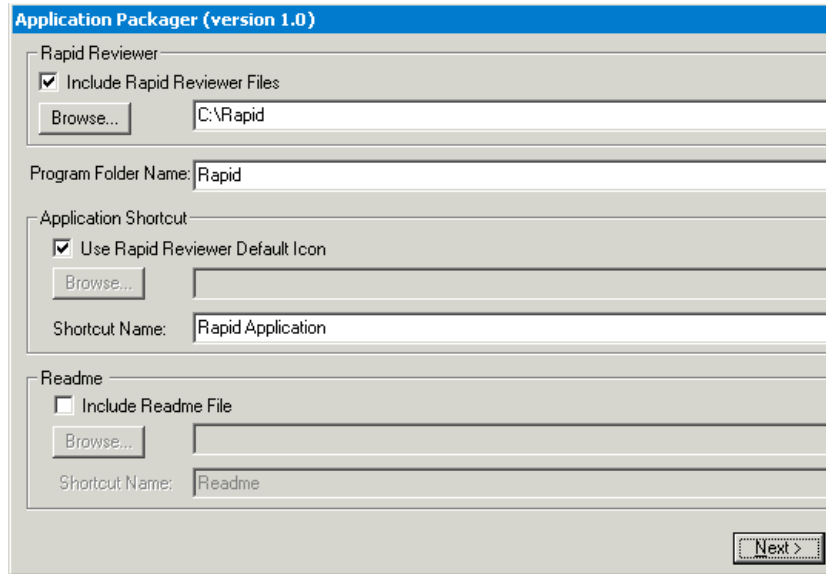 Application Packager (version 1.0)
Rapid Reviewer
Include Rapid Reviewer Files
Browse... C:\Rapid
Program Folder Name: Rapid
Application Shortcut
Use Rapid Reviewer Default Icon
Browse...
Shortcut Name: Rapid Application
Readme
Include Readme File
Browse...
Shortcut Name: Readme
Next >